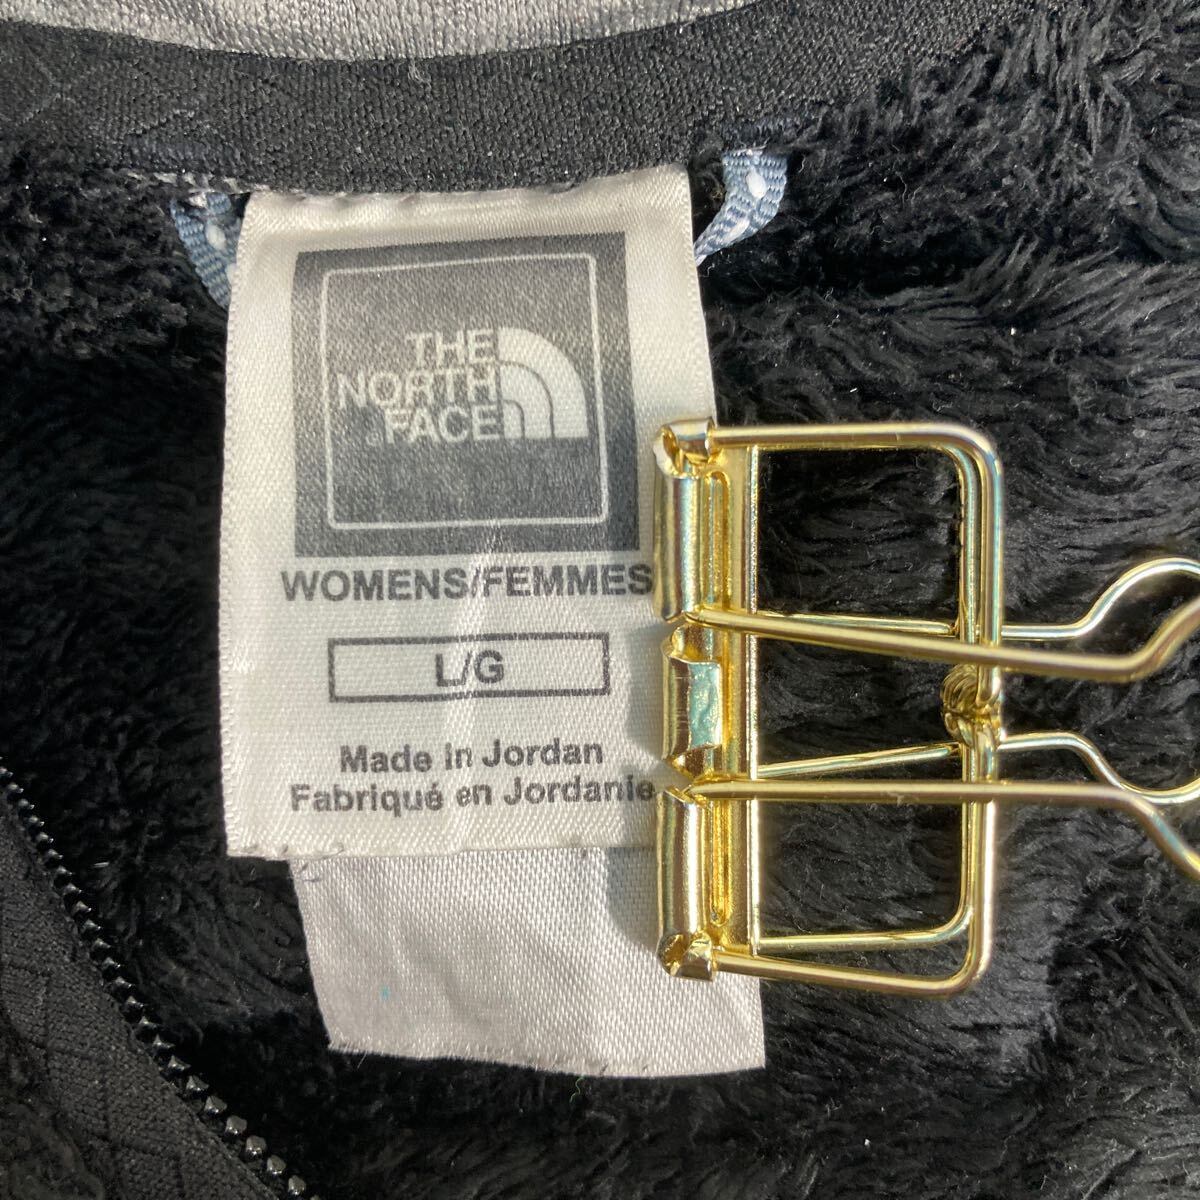 THE
NORTH
FACE
WOMENS/FEMMES
L/G
Made in Jordan
Fabriqué en Jordanie